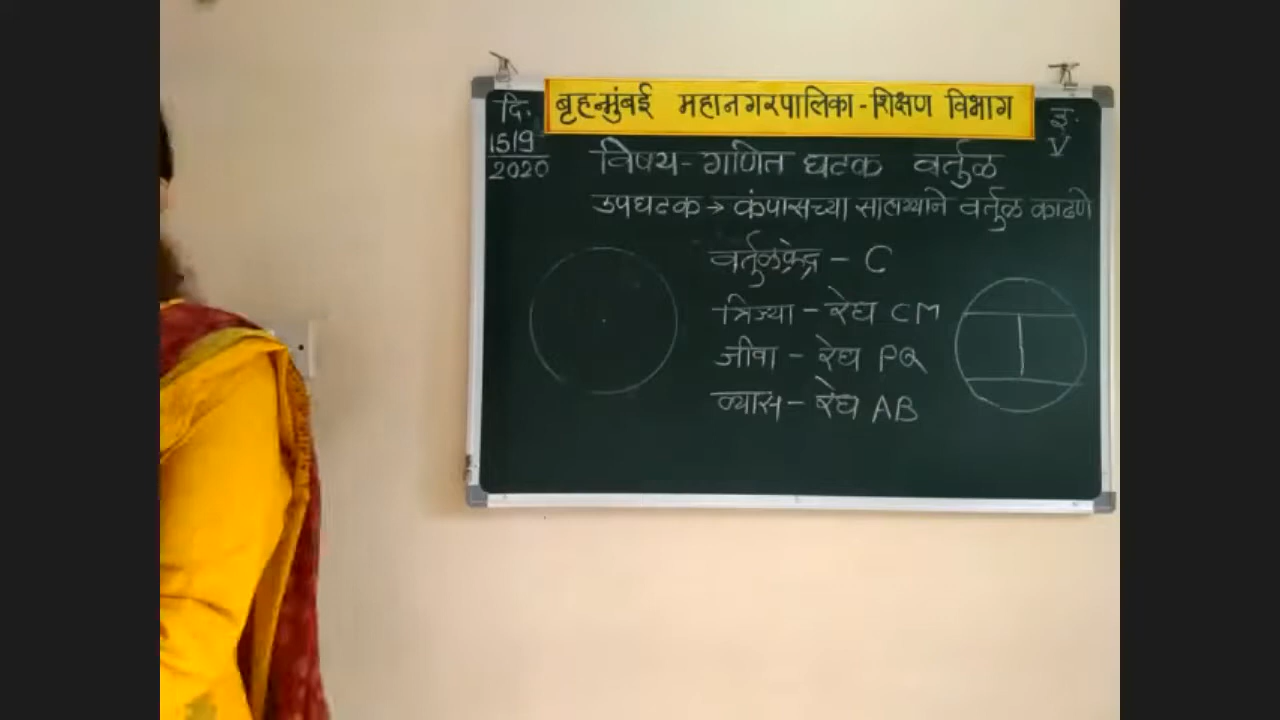 बृहन्मुंबई महानगरपालिका-शिक्षण विभाग
दि.
15/9
2020
इ.
V
विषय-गणित घटक वर्तुळ
उपघटक → कंपासच्या साहाय्याने वर्तुळ काढणे
वर्तुळकेंद्र - C
त्रिज्या - रेघ CM
जीवा - रेघ PQ
व्यास - रेघ AB